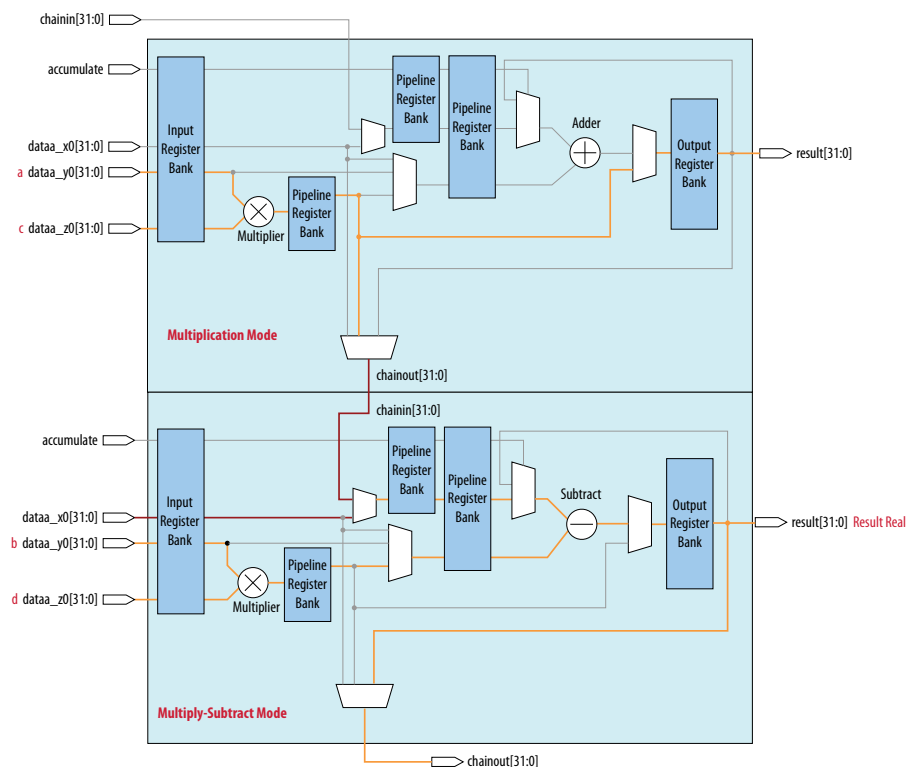 chainin[31:0]
accumulate
Input
Register
Bank
Pipeline
Register
Bank
Pipeline
Register
Bank
Adder
Output
Register
Bank
dataa_x0[31:0]
result[31:0]
a dataa_y0[31:0]
Pipeline
Register
Bank
c dataa_z0[31:0]
Multiplier
Multiplication Mode
chainout[31:0]
chainin[31:0]
accumulate
Input
Register
Bank
Pipeline
Register
Bank
Pipeline
Register
Bank
Subtract
Output
Register
Bank
dataa_x0[31:0]
result[31:0] Result Real
b dataa_y0[31:0]
Pipeline
Register
Bank
d dataa_z0[31:0]
Multiplier
Multiply-Subtract Mode
chainout[31:0]